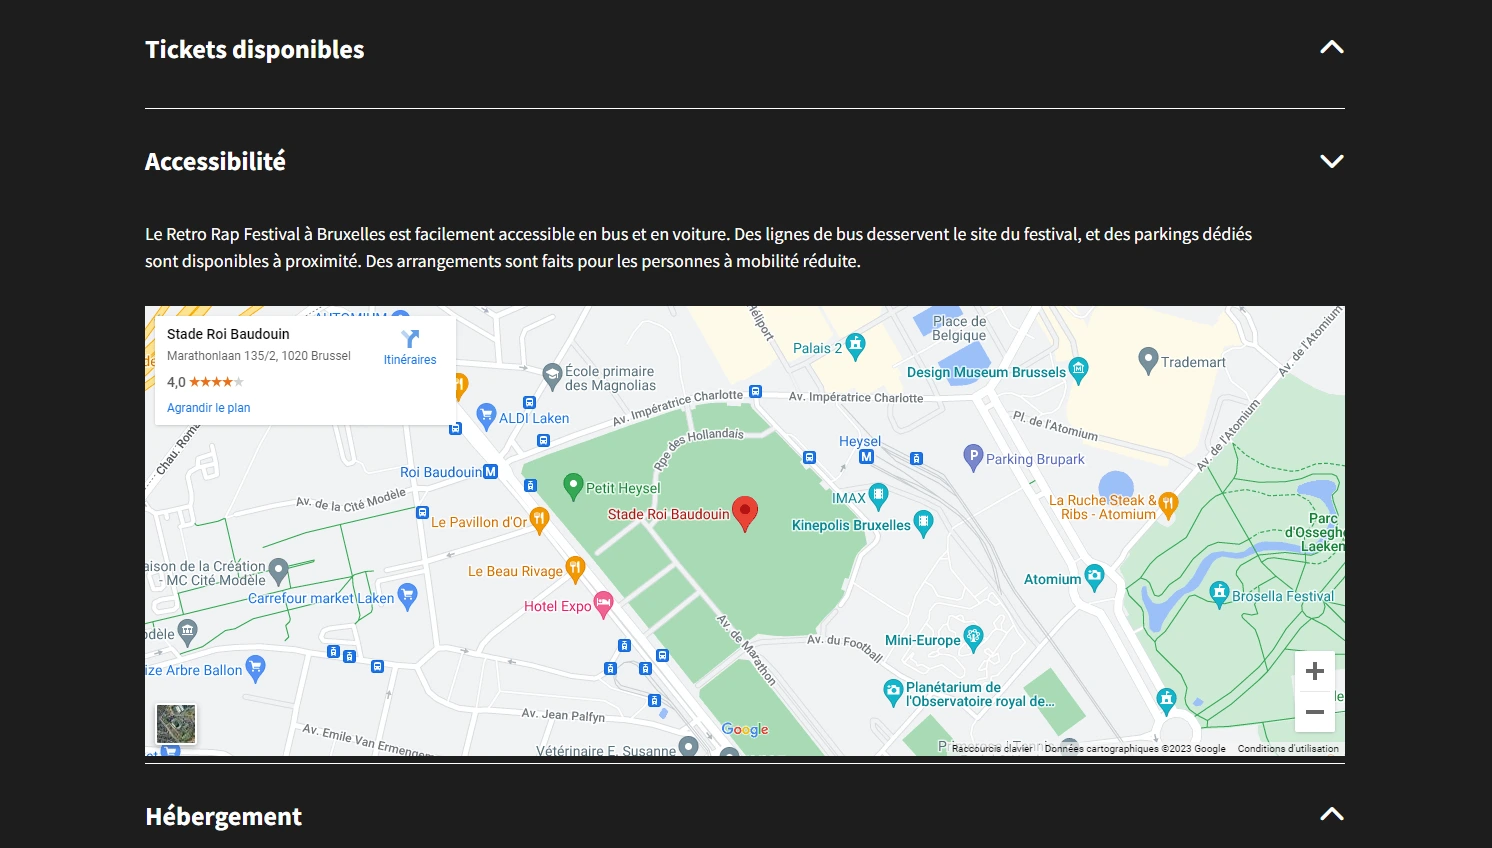 Tickets disponibles
Accessibilité
Le Retro Rap Festival à Bruxelles est facilement accessible en bus et en voiture. Des lignes de bus desservent le site du festival, et des parkings dédiés
sont disponibles à proximité. Des arrangements sont faits pour les personnes à mobilité réduite.
Stade Roi Baudouin
Marathonlaan 135/2, 1020 Brussel
Itinéraires
4,0
Agrandir le plan
Place de
Belgique
Palais 2
Design Museum Brussels
Trademart
Av. de l'Atomium
École primaire
des Magnolias
ALDI Laken
Av. Impératrice Charlotte
Av. Impératrice Charlotte
Pl. de l'Atomium
Av. de l'Atomium
Chau. Roma
Rpe des Hollandais
Heysel
M
Roi Baudouin
M
P
Parking Brupark
Petit Heysel
IMAX
La Ruche Steak &
Ribs - Atomium
Av. de la Cité Modèle
Le Pavillon d'Or
Stade Roi Baudouin
Kinepolis Bruxelles
Parc
d'Ossegh
Laeken
aison de la Création
- MC Cité Modèle
Le Beau Rivage
Atomium
Carrefour market Laken
Hotel Expo
Brosella Festival
odèle
Av. de Marathon
Av. du Football
Mini-Europe
ize Arbre Ballon
Planétarium de
l'Observatoire royal de...
Av. Jean Palfyn
Google
Av. Emile Van Ermengem
Vétérinaire E. Susanne
Raccourcis clavier
Données cartographiques ©2023 Google
Conditions d'utilisation
Hébergement